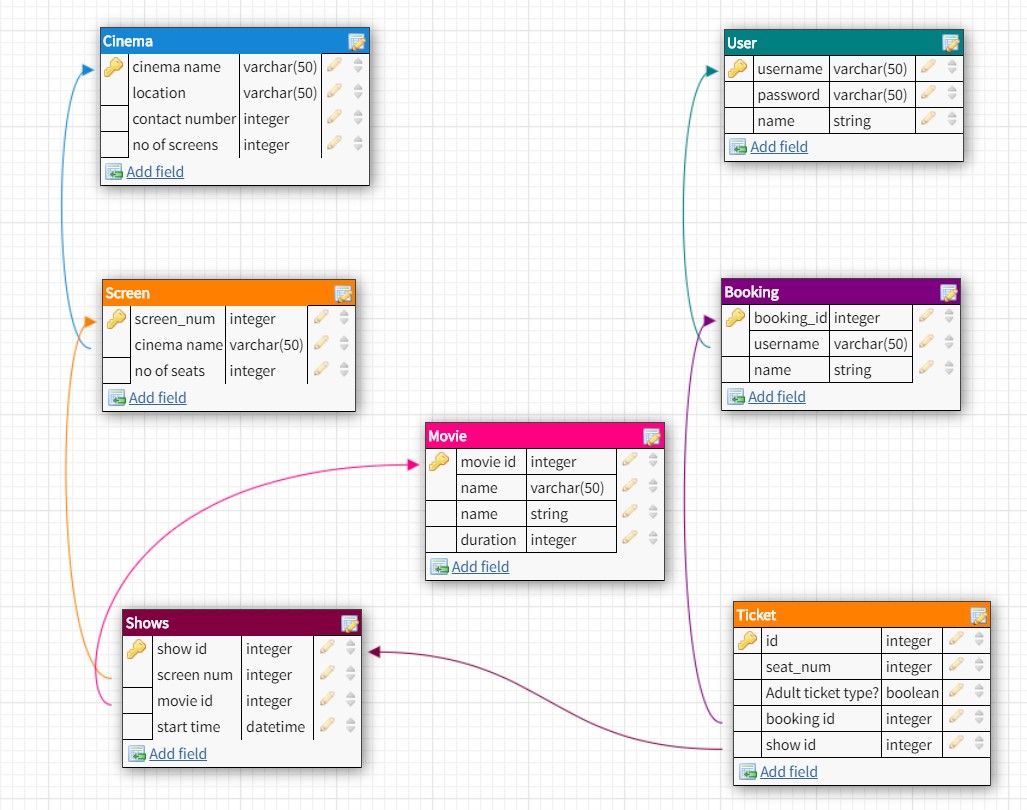 Cinema
cinema name varchar(50)
location varchar(50)
contact number integer
no of screens integer
Add field
User
username varchar(50)
password varchar(50)
name string
Add field
Screen
screen_num integer
cinema name varchar(50)
no of seats integer
Add field
Booking
booking_id integer
username varchar(50)
name string
Add field
Movie
movie id integer
name varchar(50)
name string
duration integer
Add field
Shows
show id integer
screen num integer
movie id integer
start time datetime
Add field
Ticket
id integer
seat_num integer
Adult ticket type? boolean
booking id integer
show id integer
Add field